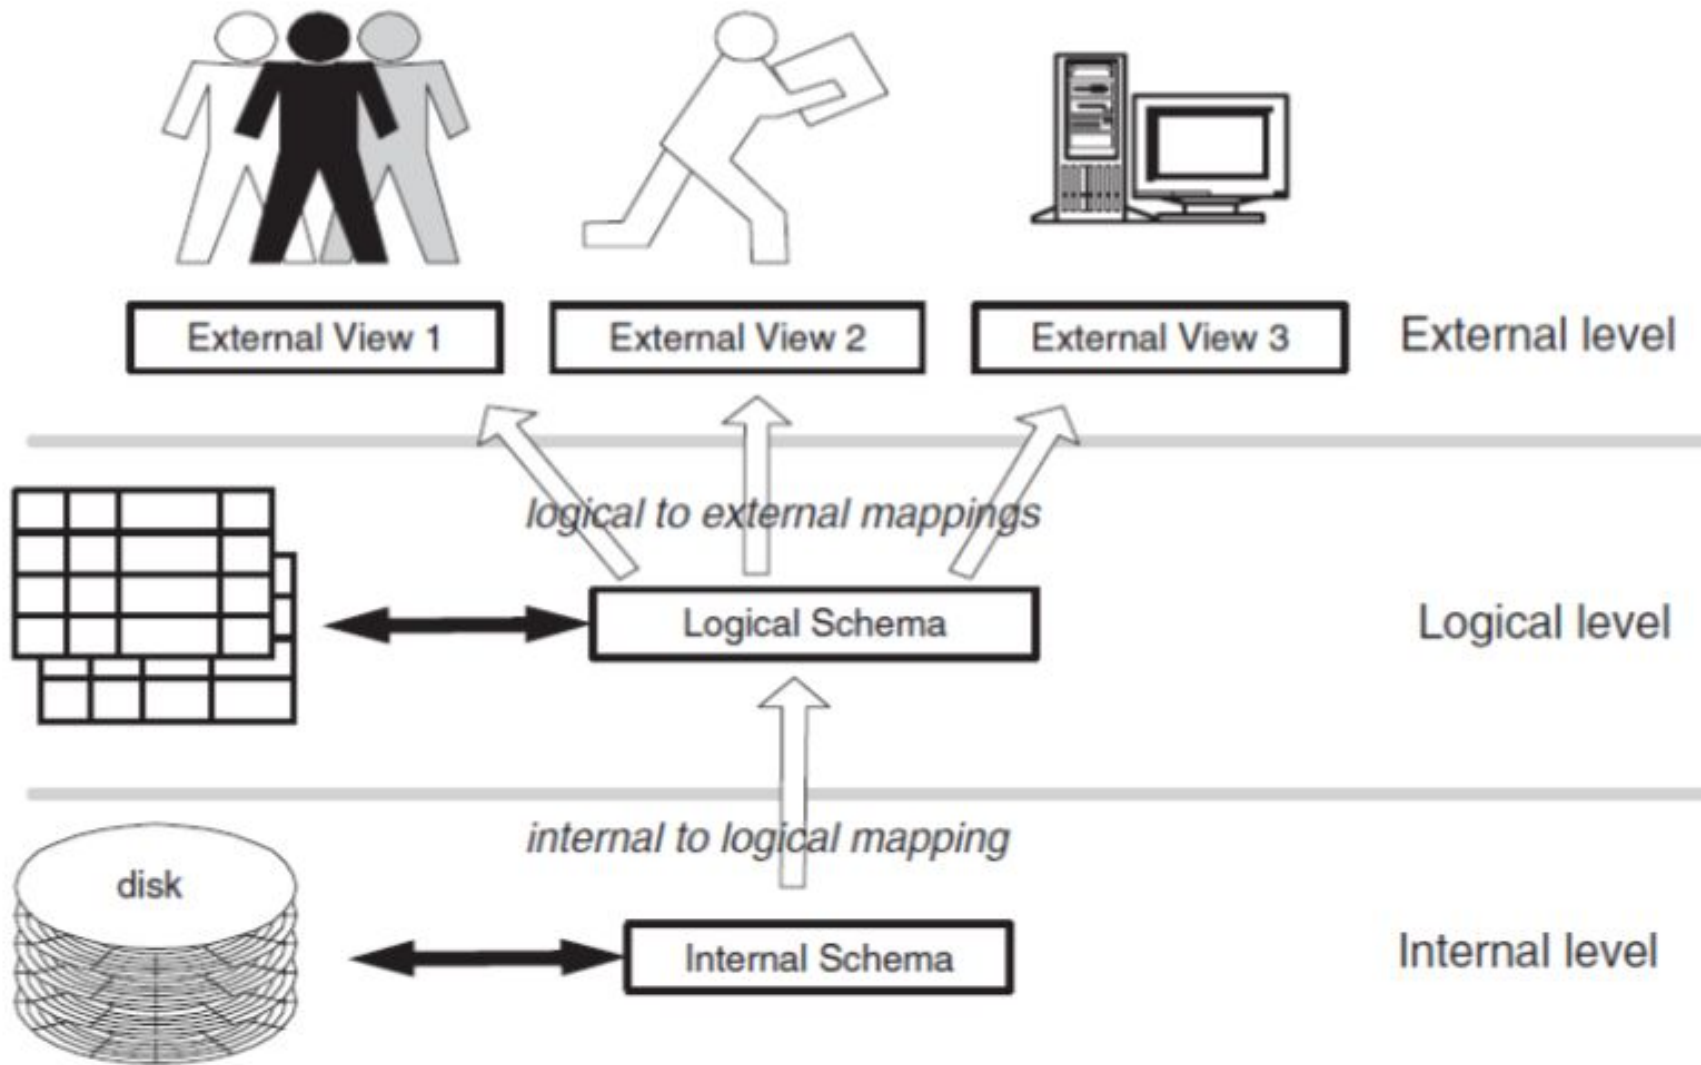 External View 1
External View 2
External View 3
External level
logical to external mappings
Logical Schema
Logical level
internal to logical mapping
disk
Internal Schema
Internal level